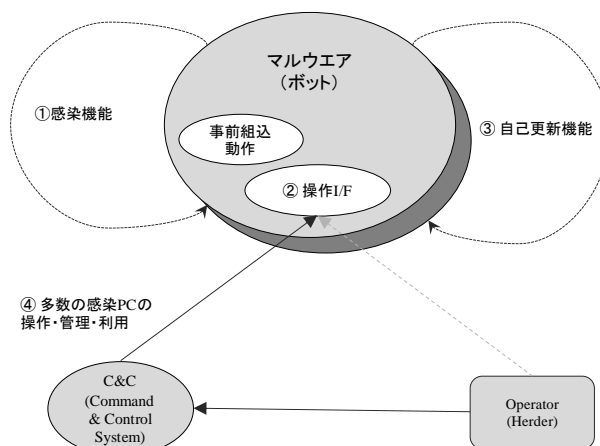 マルウエア
(ボット)
①感染機能
事前組込
動作
③ 自己更新機能
② 操作I/F
④ 多数の感染PCの
操作・管理・利用
C&C
(Command
& Control
System)
Operator
(Herder)